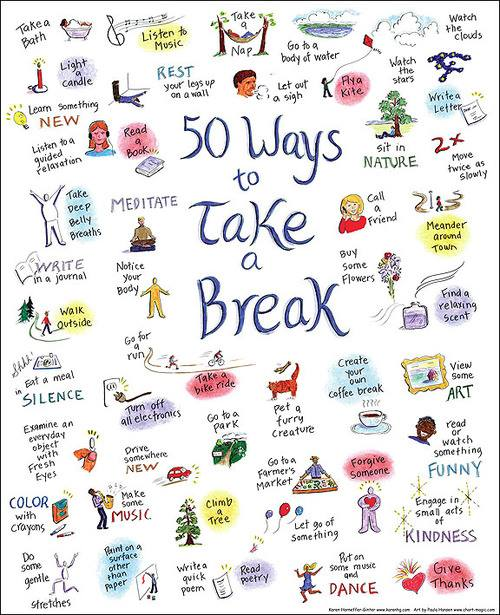 50 Ways
to
Take
a
Break
Take a
Bath
Listen to
Music
Take
a
Nap
Go to a
body of water
Watch
the
Clouds
Light
a
Candle
REST
your legs up
on a wall
Let out
a sigh
Fly a
Kite
Watch
the
stars
Learn something
NEW
Write a
Letter
Listen to a
guided
relaxation
Read
a
Book
sit in
NATURE
2x
Move
twice as
slowly
Take
Deep
Belly
Breaths
MEDITATE
Call
a
Friend
Meander
around
Town
WRITE
in a journal
Notice
your
Body
Buy
Some
Flowers
Find a
relaxing
Scent
Walk
Outside
Go for
a
run
Take a
bike ride
Shhh!
Eat a meal
in
SILENCE
Turn off
all electronics
Pet a
furry
creature
Create
your
own
coffee break
View
some
ART
Examine an
everyday
object
with
Fresh
Eyes
Drive
somewhere
NEW
Go to a
park
Go to a
Farmer's
Market
Forgive
Someone
read
or
watch
something
FUNNY
COLOR
with
Crayons
Make
some
MUSIC
Climb
a
Tree
Let go of
something
Engage in
small acts
of
KINDNESS
Do
some
gentle
stretches
Paint on a
surface
other
than
paper
Write a
quick
poem
Read
poetry
Put on
some music
and
DANCE
Give
Thanks